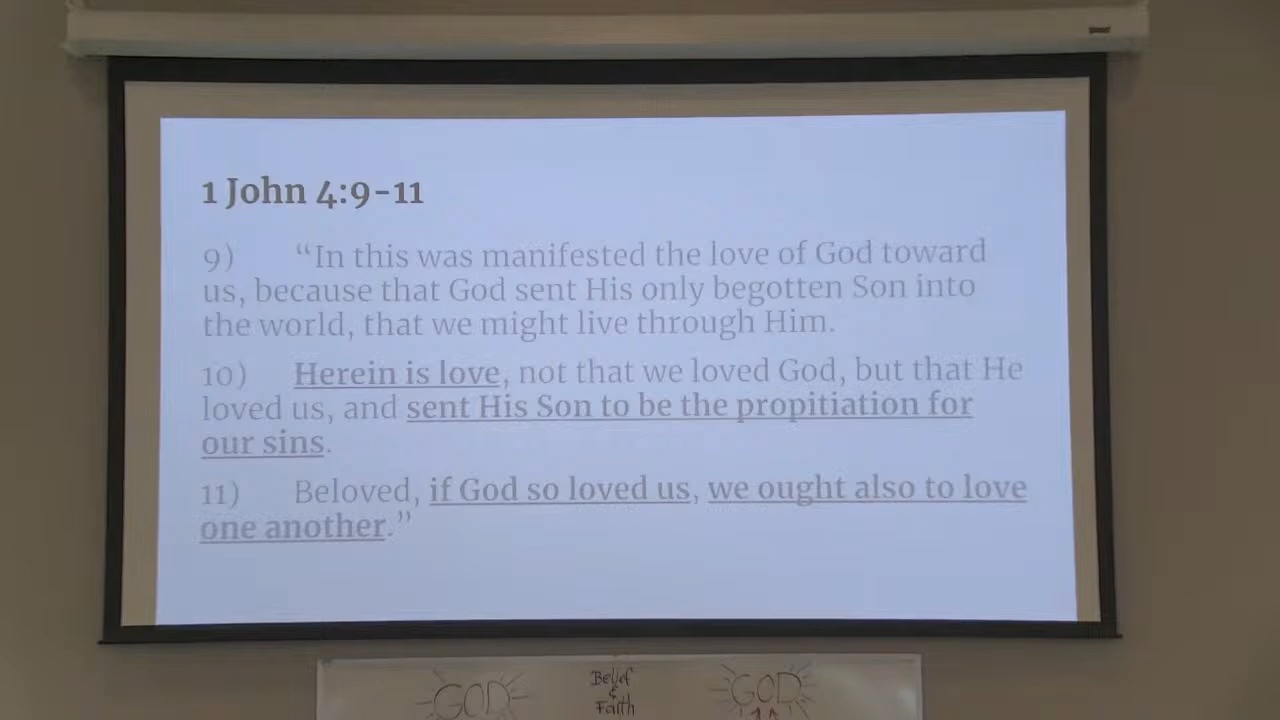 1 John 4:9-11
9) “In this was manifested the love of God toward
us, because that God sent His only begotten Son into
the world, that we might live through Him.
10) Herein is love, not that we loved God, but that He
loved us, and sent His Son to be the propitiation for
our sins.
11) Beloved, if God so loved us, we ought also to love
one another.”
GOD
Belief
&
Faith
GOD